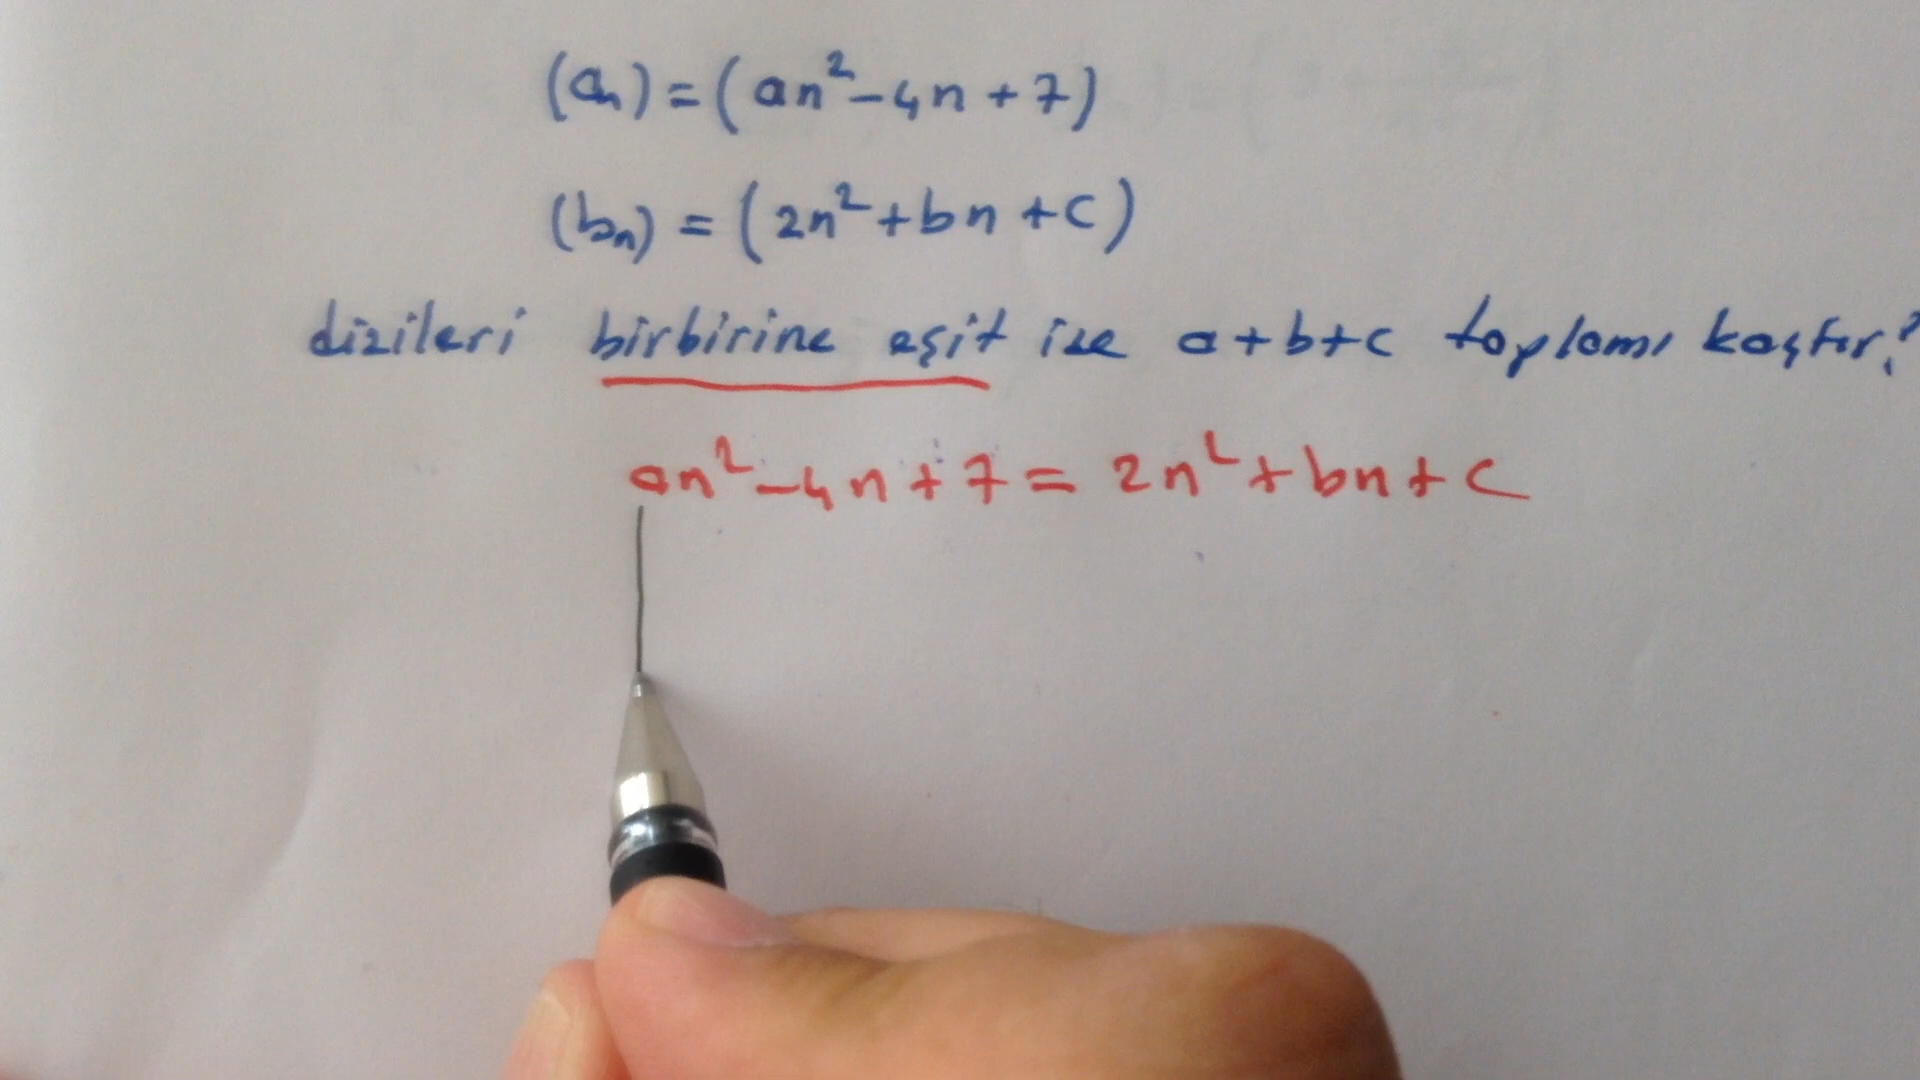 (aₙ) = (an² - 4n + 7)
(bₙ) = (2n² + bn + c)
dizileri birbirine eşit ise a+b+c toplamı kaçtır?
an² - 4n + 7 = 2n² + bn + c